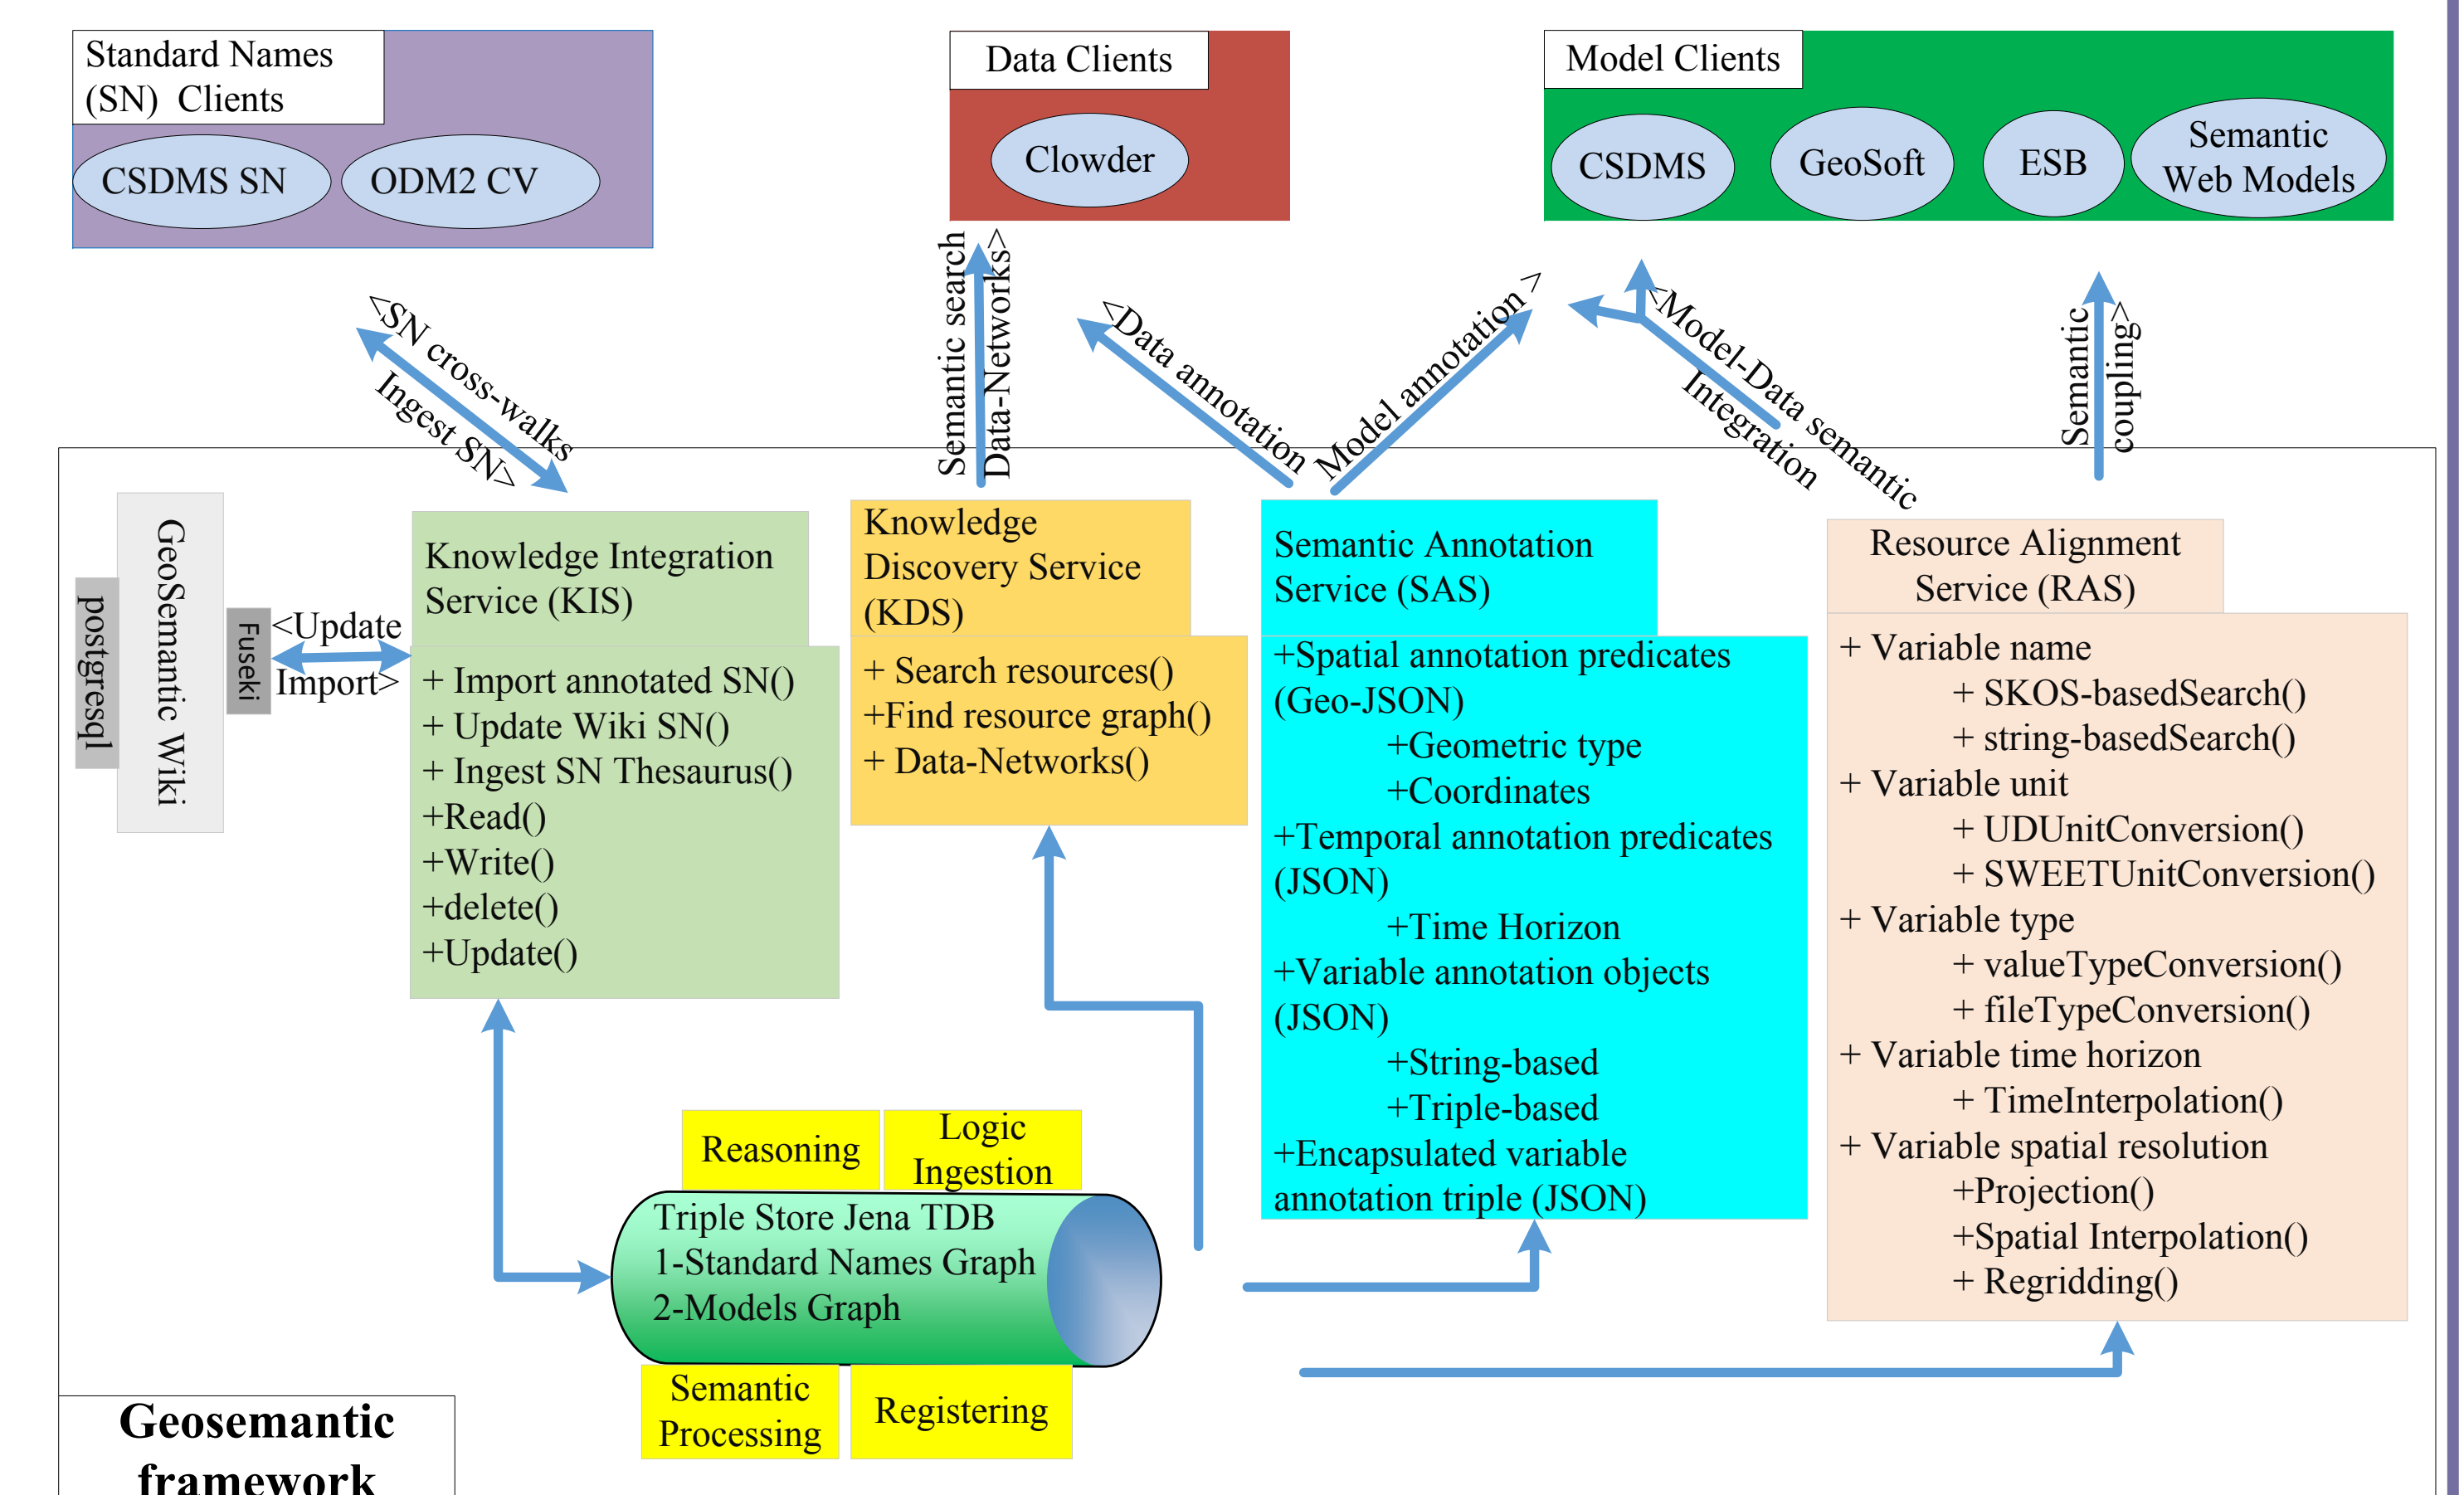 Standard Names
(SN) Clients
CSDMS SN
ODM2 CV
Data Clients
Clowder
Model Clients
CSDMS
GeoSoft
ESB
Semantic
Web Models
<SN cross-walks
Ingest SN>
Semantic search
Data-Networks>
<Data annotation
Model annotation >
<Model-Data semantic
Integration
Semantic
coupling>
GeoSemantic Wiki
postgresql
Fuseki
<Update
Import>
Knowledge Integration
Service (KIS)
+ Import annotated SN()
+ Update Wiki SN()
+ Ingest SN Thesaurus()
+Read()
+Write()
+delete()
+Update()
Knowledge
Discovery Service
(KDS)
+ Search resources()
+Find resource graph()
+ Data-Networks()
Semantic Annotation
Service (SAS)
+Spatial annotation predicates
(Geo-JSON)
+Geometric type
+Coordinates
+Temporal annotation predicates
(JSON)
+Time Horizon
+Variable annotation objects
(JSON)
+String-based
+Triple-based
+Encapsulated variable
annotation triple (JSON)
Resource Alignment
Service (RAS)
+ Variable name
+ SKOS-basedSearch()
+ string-basedSearch()
+ Variable unit
+ UDUnitConversion()
+ SWEETUnitConversion()
+ Variable type
+ valueTypeConversion()
+ fileTypeConversion()
+ Variable time horizon
+ TimeInterpolation()
+ Variable spatial resolution
+Projection()
+Spatial Interpolation()
+ Regridding()
Reasoning
Logic
Ingestion
Triple Store Jena TDB
1-Standard Names Graph
2-Models Graph
Semantic
Processing
Registering
Geosemantic
framework